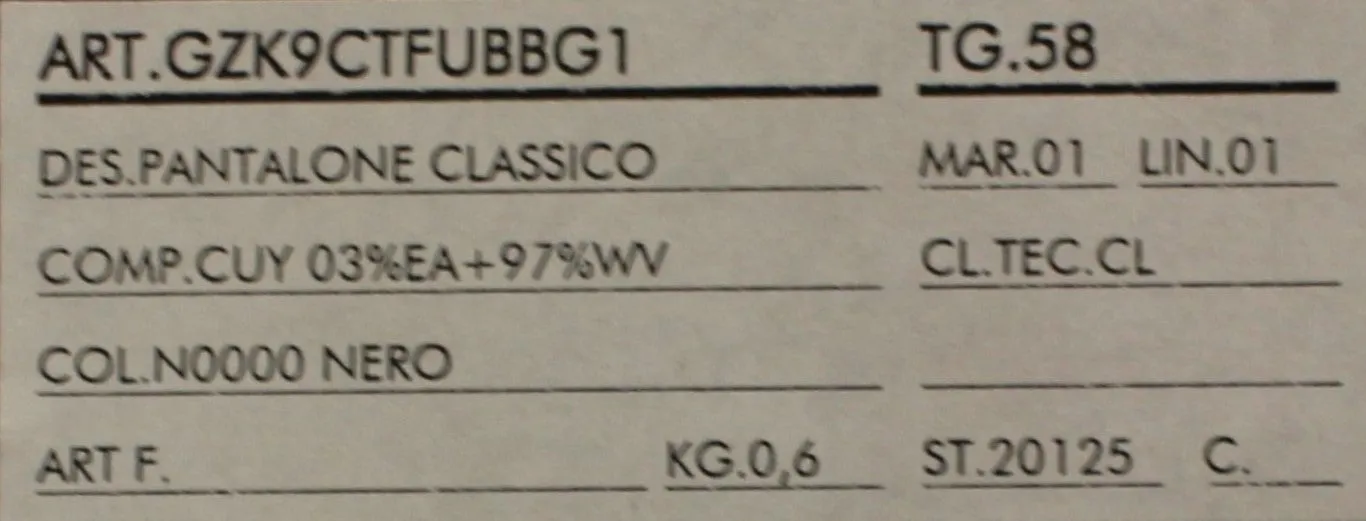 ART.GZK9CTFUBBG1 TG.58
DES.PANTALONE CLASSICO MAR.01 LIN.01
COMP.CUY 03%EA+97%WV CL.TEC.CL
COL.N0000 NERO
ART F. KG.0,6 ST.20125 C.